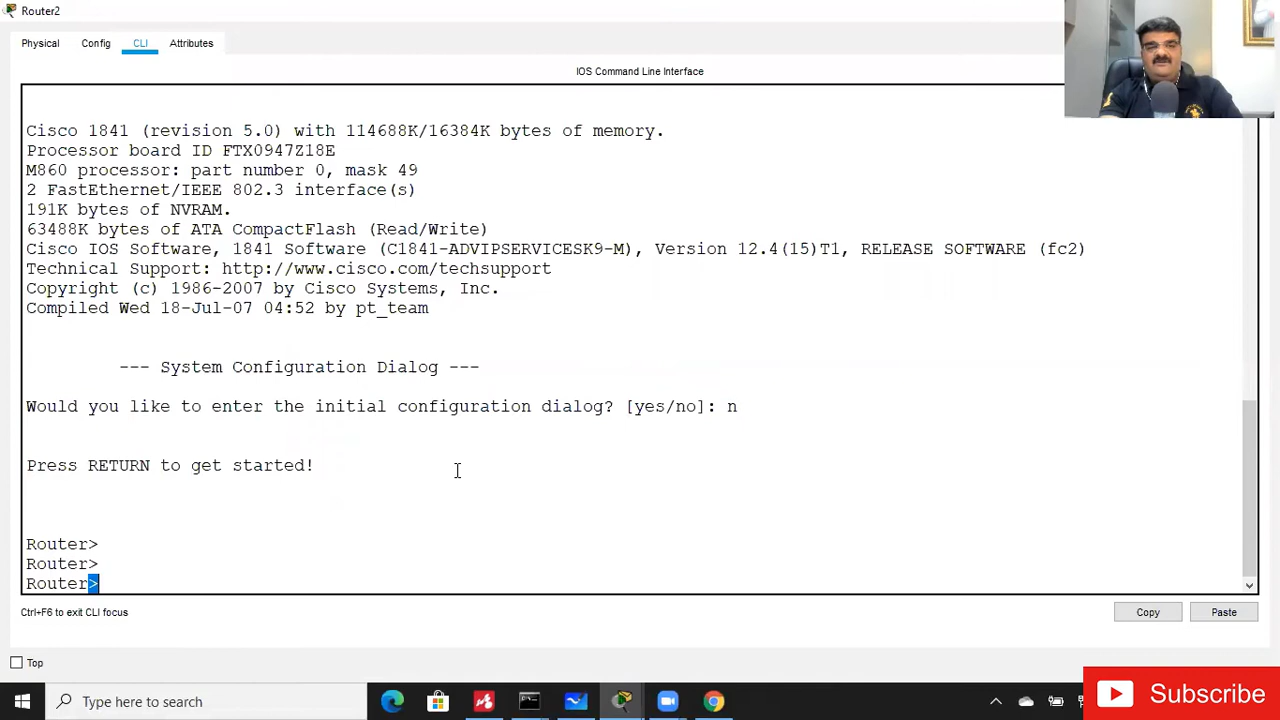 Router2
Physical
Config
CLI
Attributes
IOS Command Line Interface
Cisco 1841 (revision 5.0) with 114688K/16384K bytes of memory.
Processor board ID FTX0947Z18E
M860 processor: part number 0, mask 49
2 FastEthernet/IEEE 802.3 interface(s)
191K bytes of NVRAM.
63488K bytes of ATA CompactFlash (Read/Write)
Cisco IOS Software, 1841 Software (C1841-ADVIPSERVICESK9-M), Version 12.4(15)T1, RELEASE SOFTWARE (fc2)
Technical Support: http://www.cisco.com/techsupport
Copyright (c) 1986-2007 by Cisco Systems, Inc.
Compiled Wed 18-Jul-07 04:52 by pt_team
--- System Configuration Dialog ---
Would you like to enter the initial configuration dialog? [yes/no]: n
Press RETURN to get started!
Router>
Router>
Router>
Ctrl+F6 to exit CLI focus
Copy
Paste
Top
Type here to search
Subscribe